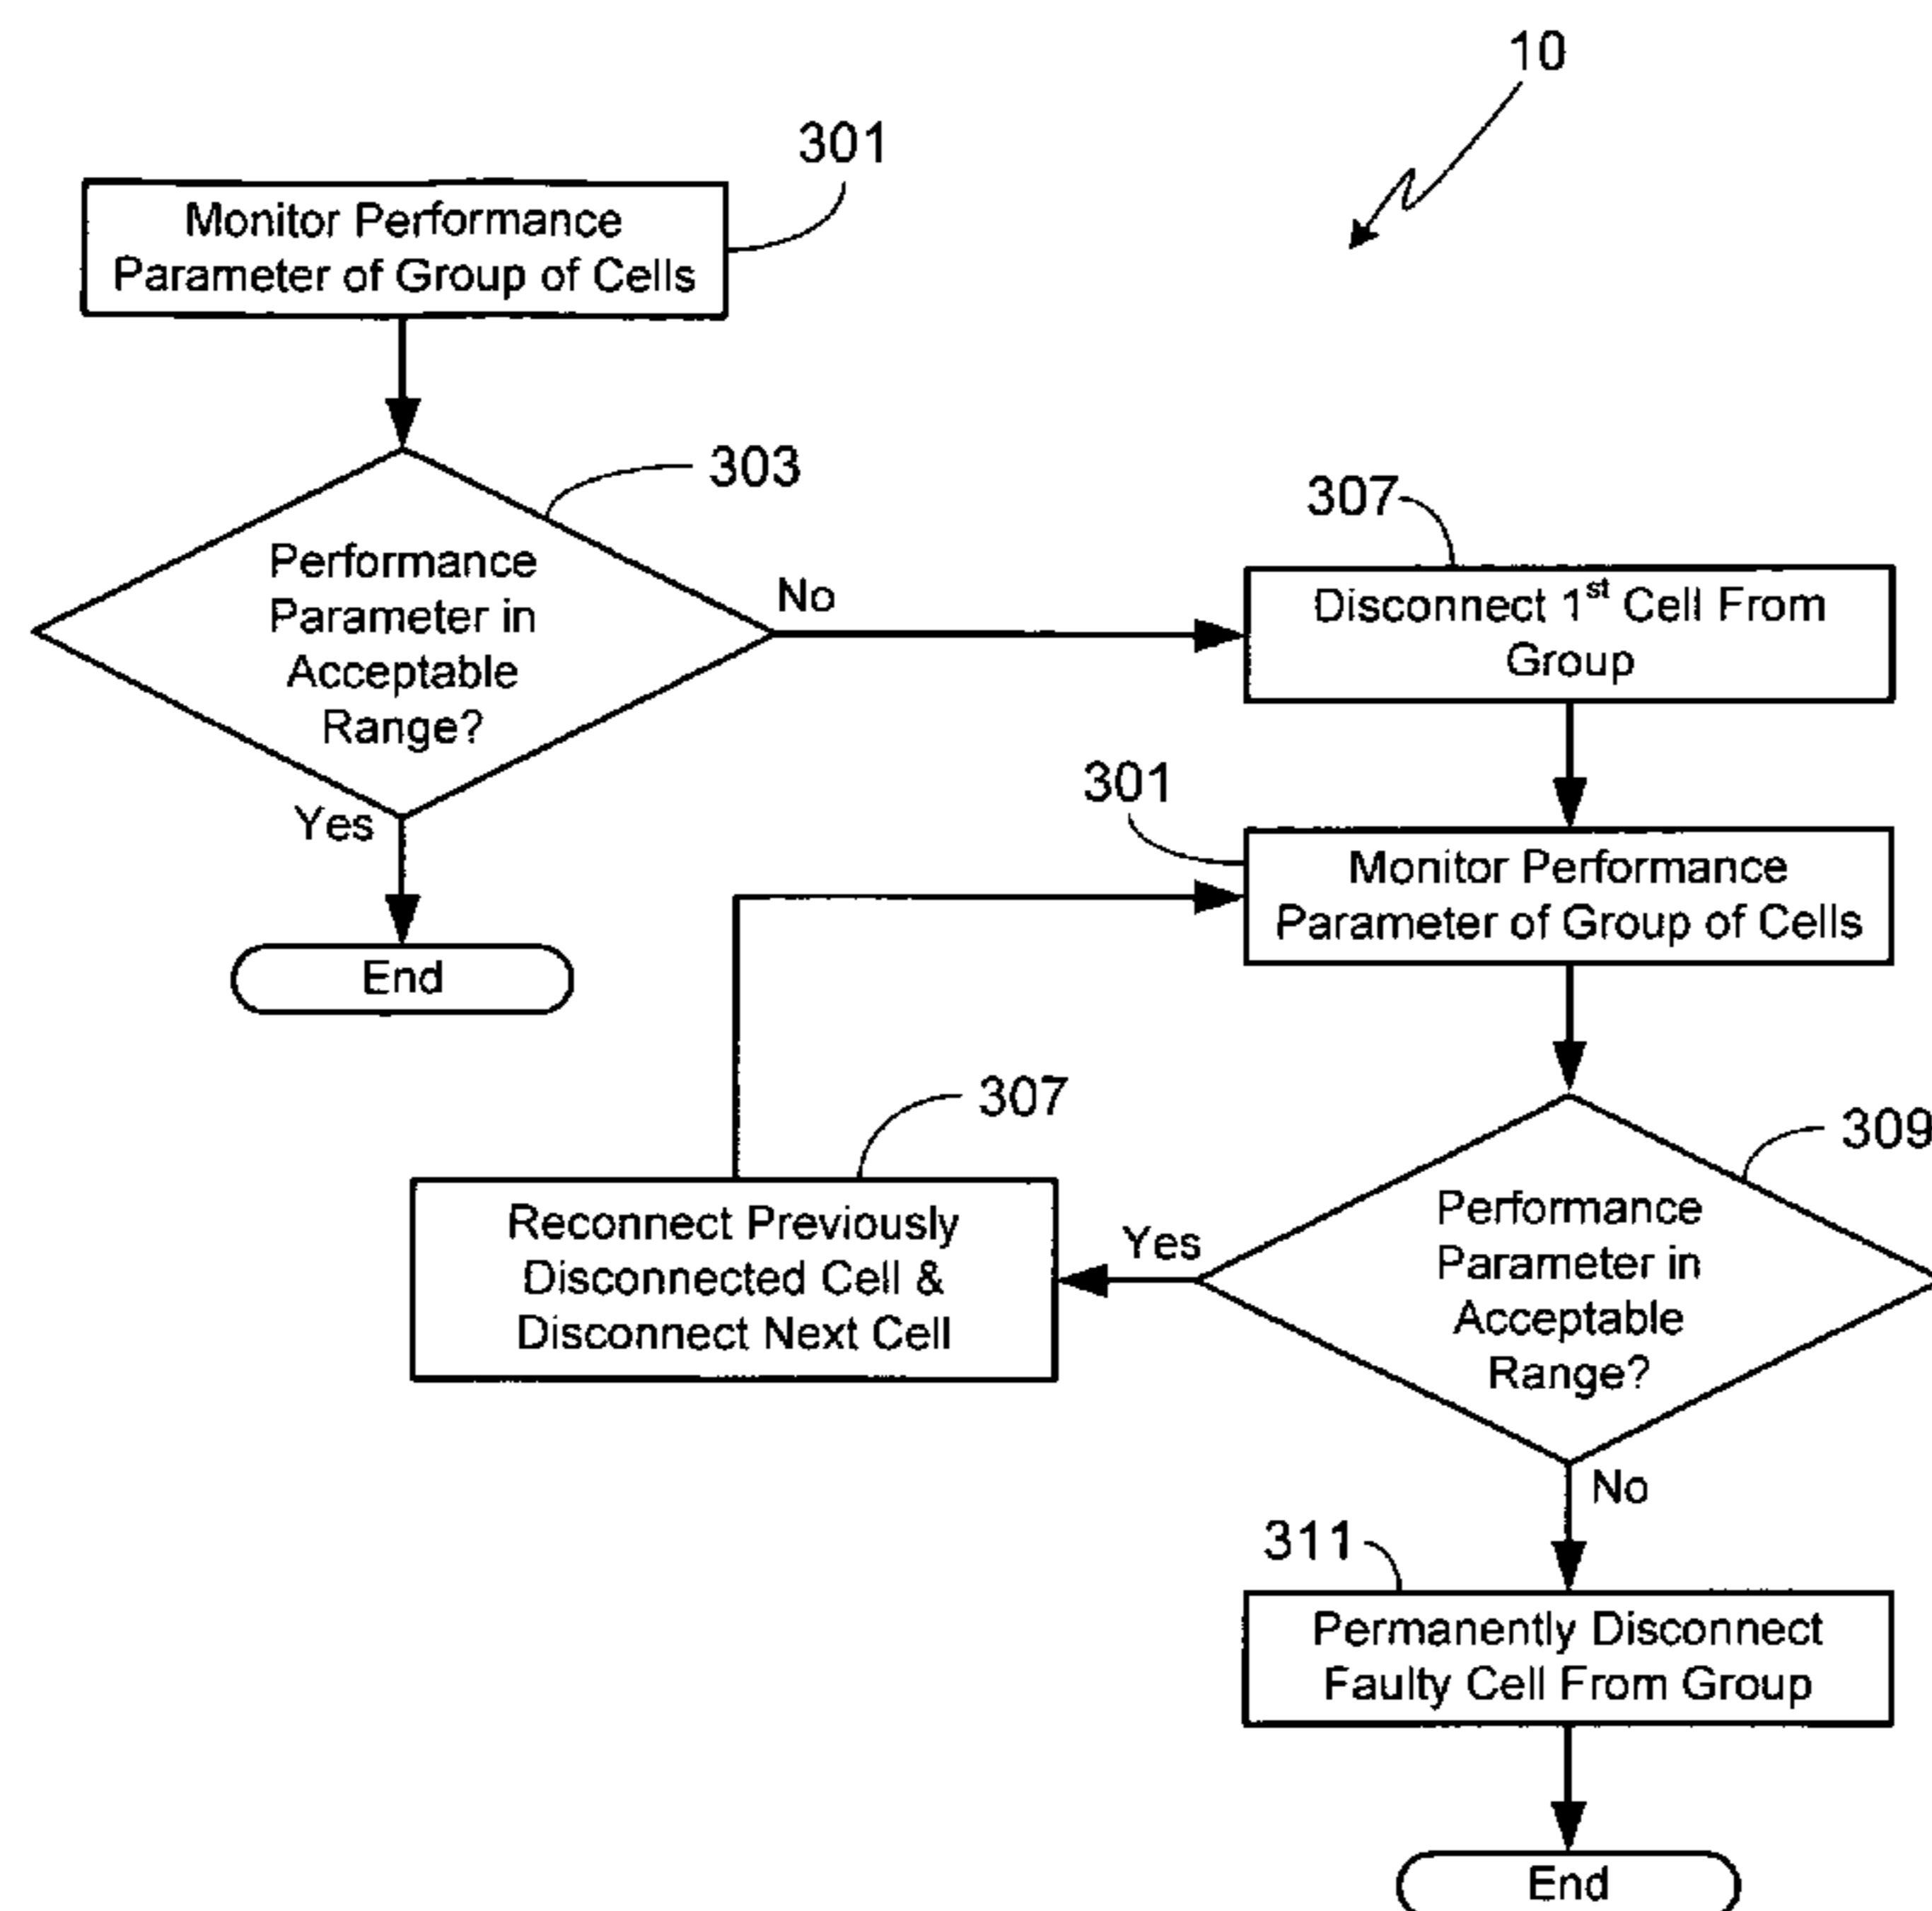 10
301
Monitor Performance
Parameter of Group of Cells
303
Performance
Parameter in
Acceptable
Range?
No
Yes
End
307
Disconnect 1st Cell From
Group
301
Monitor Performance
Parameter of Group of Cells
309
Performance
Parameter in
Acceptable
Range?
Yes
307
Reconnect Previously
Disconnected Cell &
Disconnect Next Cell
No
311
Permanently Disconnect
Faulty Cell From Group
End